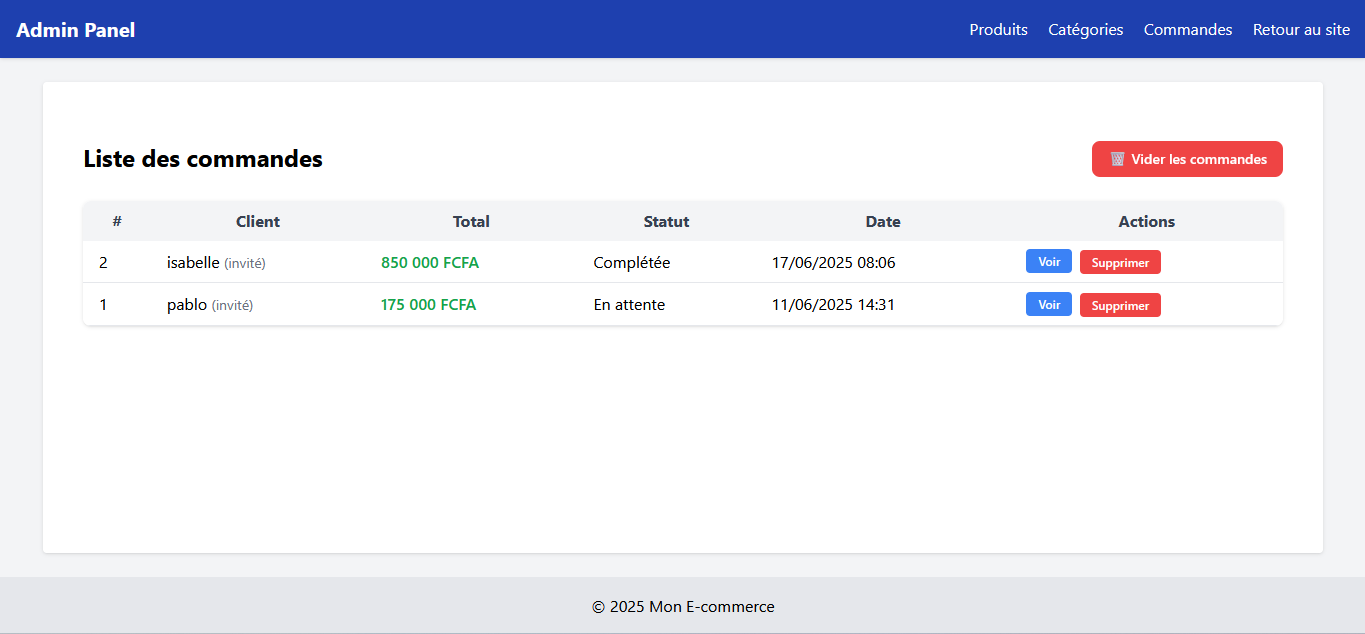 Admin Panel Produits Catégories Commandes Retour au site
Liste des commandes 🗑️ Vider les commandes
# Client Total Statut Date Actions
2 isabelle (invité) 850 000 FCFA Complétée 17/06/2025 08:06 Voir Supprimer
1 pablo (invité) 175 000 FCFA En attente 11/06/2025 14:31 Voir Supprimer
© 2025 Mon E-commerce